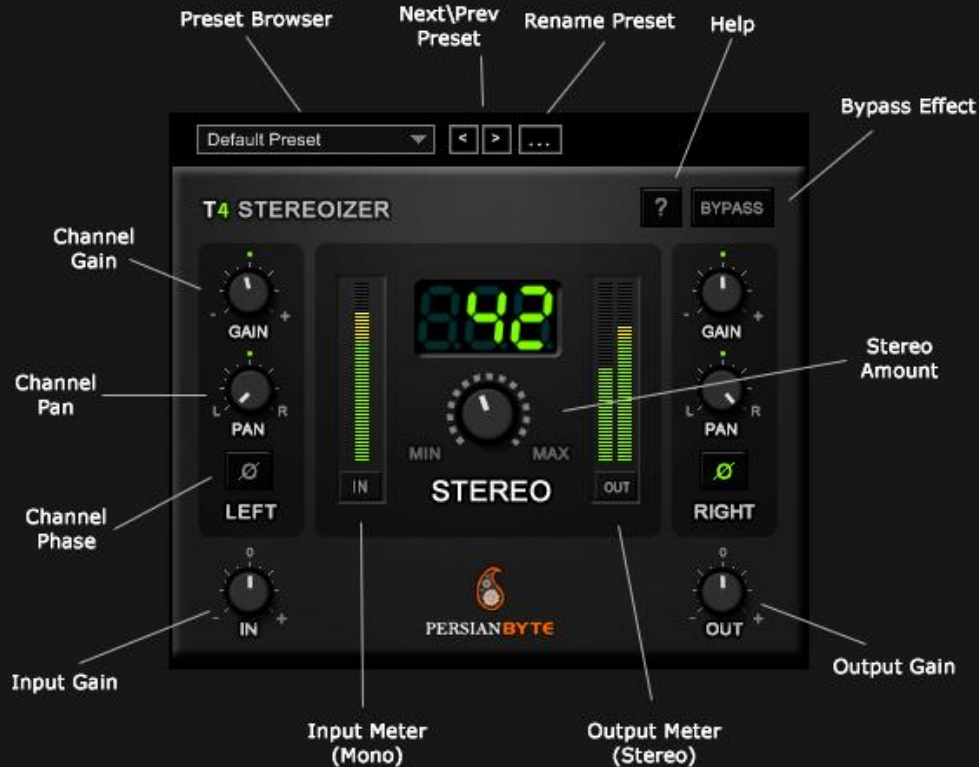 Preset Browser
Next\Prev
Preset
Rename Preset
Help
Bypass Effect
Default Preset
< > ...
T4 STEREOIZER
? BYPASS
Channel
Gain
- GAIN +
42
- GAIN +
Stereo
Amount
Channel
Pan
L R
PAN
L R
PAN
MIN MAX
Ø
IN
STEREO
OUT
Ø
LEFT
RIGHT
Channel
Phase
0
- IN +
PERSIANBYTE
0
- OUT +
Input Gain
Output Gain
Input Meter
(Mono)
Output Meter
(Stereo)